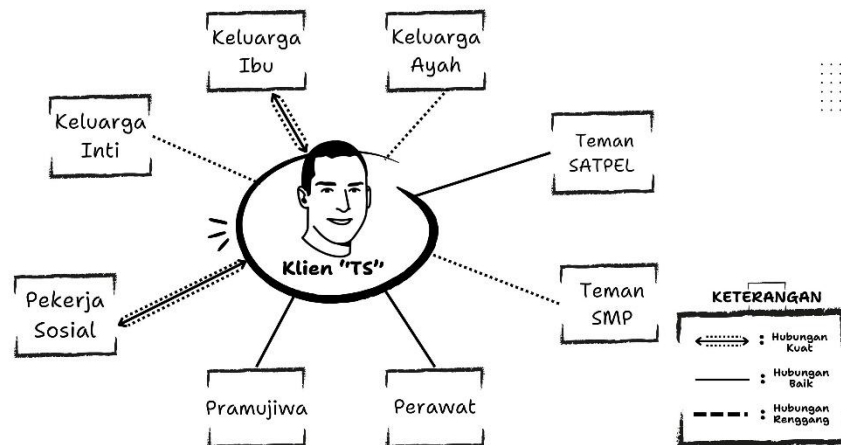 Keluarga
Ibu
Keluarga
Ayah
Keluarga
Inti
Teman
SATPEL
Klien "TS"
Pekerja
Sosial
Teman
SMP
Pramujiwa
Perawat
KETERANGAN
: Hubungan
Kuat
: Hubungan
Baik
: Hubungan
Renggang